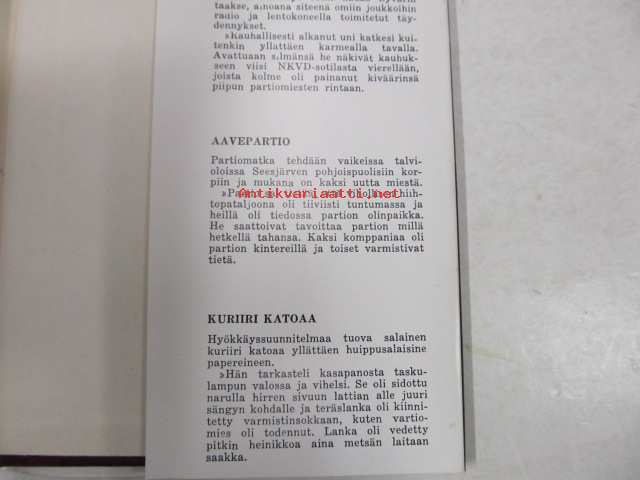 taakse, ainoana siteenä omiin joukkoihin
radio ja lentokoneella toimitetut täy-
dennykset.
»Rauhallisesti alkanut uni katkesi kui-
tenkin yllättäen karmealla tavalla.
Avattuaan silmänsä he näkivät kauhuk-
seen viisi NKVD-sotilasta vierellään,
joista kolme oli painanut kiväärinsä
piipun partiomiesten rintaan.
AAVEPARTIO
Partiomatka tehdään vaikeissa talvi-
oloissa Seesjärven pohjoispuolisiin kor-
piin ja mukana on kaksi uutta miestä.
hiih-
Antikvariaatti.net
topataljoona oli tiiviisti tuntumassa ja
heillä oli tiedossa partion olinpaikka.
He saattoivat tavoittaa partion millä
hetkellä tahansa. Kaksi komppaniaa oli
partion kintereillä ja toiset varmistivat
tietä.
KURIIRI KATOAA
Hyökkäyssuunnitelmaa tuova salainen
kuriiri katoaa yllättäen huippusalaisine
papereineen.
»Hän tarkasteli kasapanosta tasku-
lampun valossa ja vihelsi. Se oli sidottu
narulla hirren sivuun lattian alle juuri
sängyn kohdalle ja teräslanka oli kiinni-
tetty varmistinsokkaan, kuten vartio-
mies oli todennut. Lanka oli vedetty
pitkin heinikkoa aina metsän laitaan
saakka.